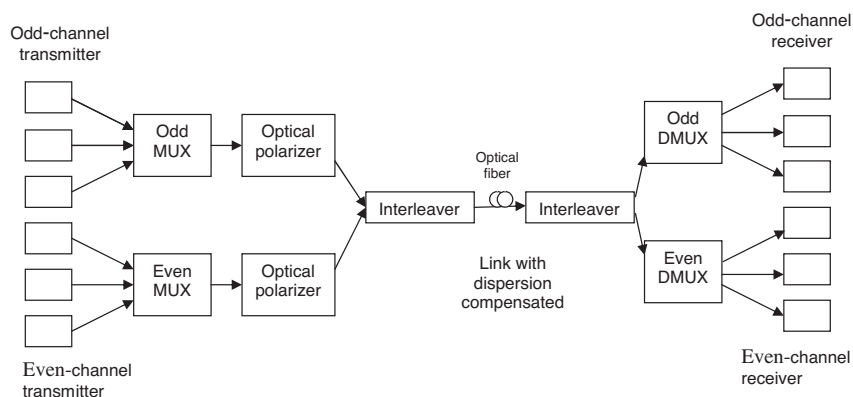 Odd-channel
transmitter
Odd-channel
receiver
Odd
MUX
Optical
polarizer
Optical
fiber
Odd
DMUX
Interleaver
Interleaver
Even
MUX
Optical
polarizer
Link with
dispersion
compensated
Even
DMUX
Even-channel
transmitter
Even-channel
receiver